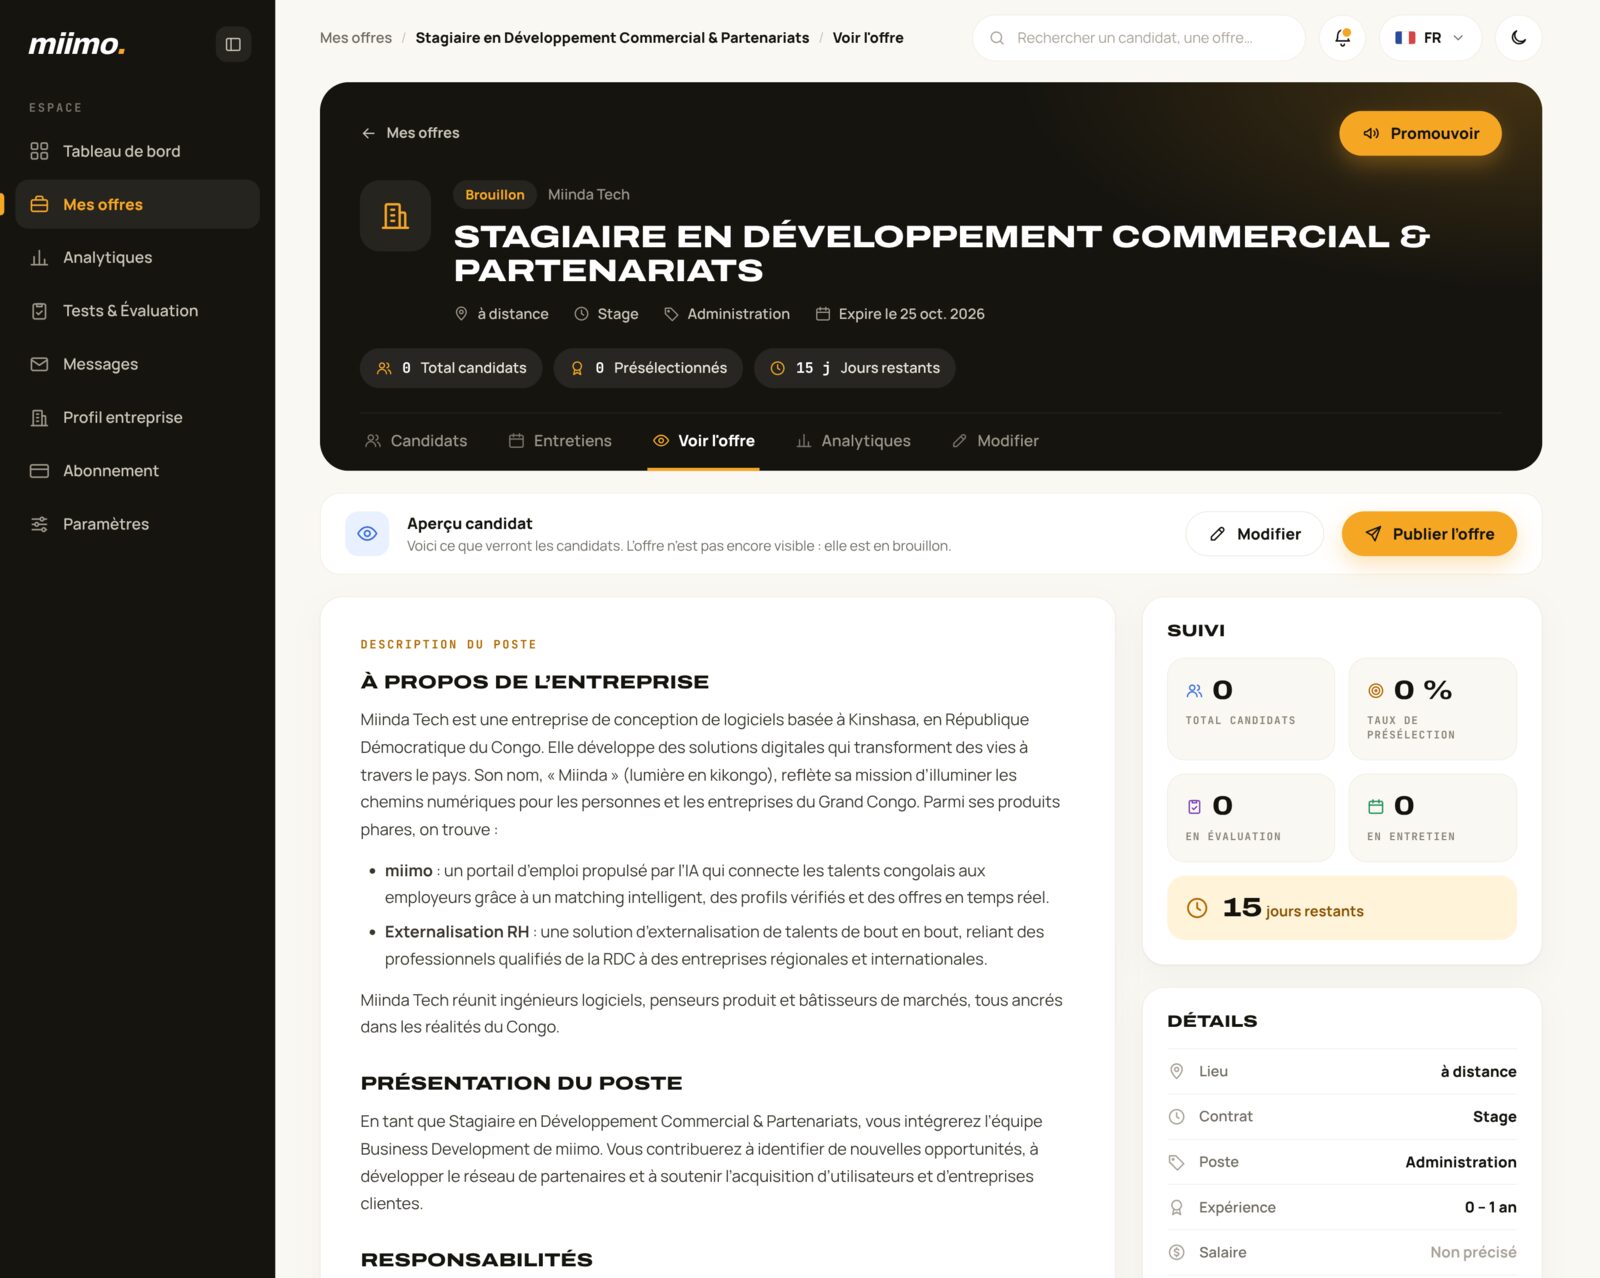 miimo.
ESPACE
Tableau de bord
Mes offres
Analytiques
Tests & Évaluation
Messages
Profil entreprise
Abonnement
Paramètres
Mes offres / Stagiaire en Développement Commercial & Partenariats / Voir l'offre
Rechercher un candidat, une offre...
FR
← Mes offres
Promouvoir
Brouillon Miinda Tech
STAGIAIRE EN DÉVELOPPEMENT COMMERCIAL &
PARTENARIATS
à distance Stage Administration Expire le 25 oct. 2026
0 Total candidats 0 Présélectionnés 15 j Jours restants
Candidats Entretiens Voir l'offre Analytiques Modifier
Aperçu candidat
Voici ce que verront les candidats. L'offre n'est pas encore visible : elle est en brouillon.
Modifier
Publier l'offre
DESCRIPTION DU POSTE
À PROPOS DE L'ENTREPRISE
Miinda Tech est une entreprise de conception de logiciels basée à Kinshasa, en République
Démocratique du Congo. Elle développe des solutions digitales qui transforment des vies à
travers le pays. Son nom, « Miinda » (lumière en kikongo), reflète sa mission d'illuminer les
chemins numériques pour les personnes et les entreprises du Grand Congo. Parmi ses produits
phares, on trouve :
• miimo : un portail d'emploi propulsé par l'IA qui connecte les talents congolais aux
employeurs grâce à un matching intelligent, des profils vérifiés et des offres en temps réel.
• Externalisation RH : une solution d'externalisation de talents de bout en bout, reliant des
professionnels qualifiés de la RDC à des entreprises régionales et internationales.
Miinda Tech réunit ingénieurs logiciels, penseurs produit et bâtisseurs de marchés, tous ancrés
dans les réalités du Congo.
PRÉSENTATION DU POSTE
En tant que Stagiaire en Développement Commercial & Partenariats, vous intégrerez l'équipe
Business Development de miimo. Vous contribuerez à identifier de nouvelles opportunités, à
développer le réseau de partenaires et à soutenir l'acquisition d'utilisateurs et d'entreprises
clientes.
RESPONSABILITÉS
SUIVI
0
TOTAL CANDIDATS
0 %
TAUX DE
PRÉSÉLECTION
0
EN ÉVALUATION
0
EN ENTRETIEN
15 jours restants
DÉTAILS
Lieu à distance
Contrat Stage
Poste Administration
Expérience 0 – 1 an
Salaire Non précisé